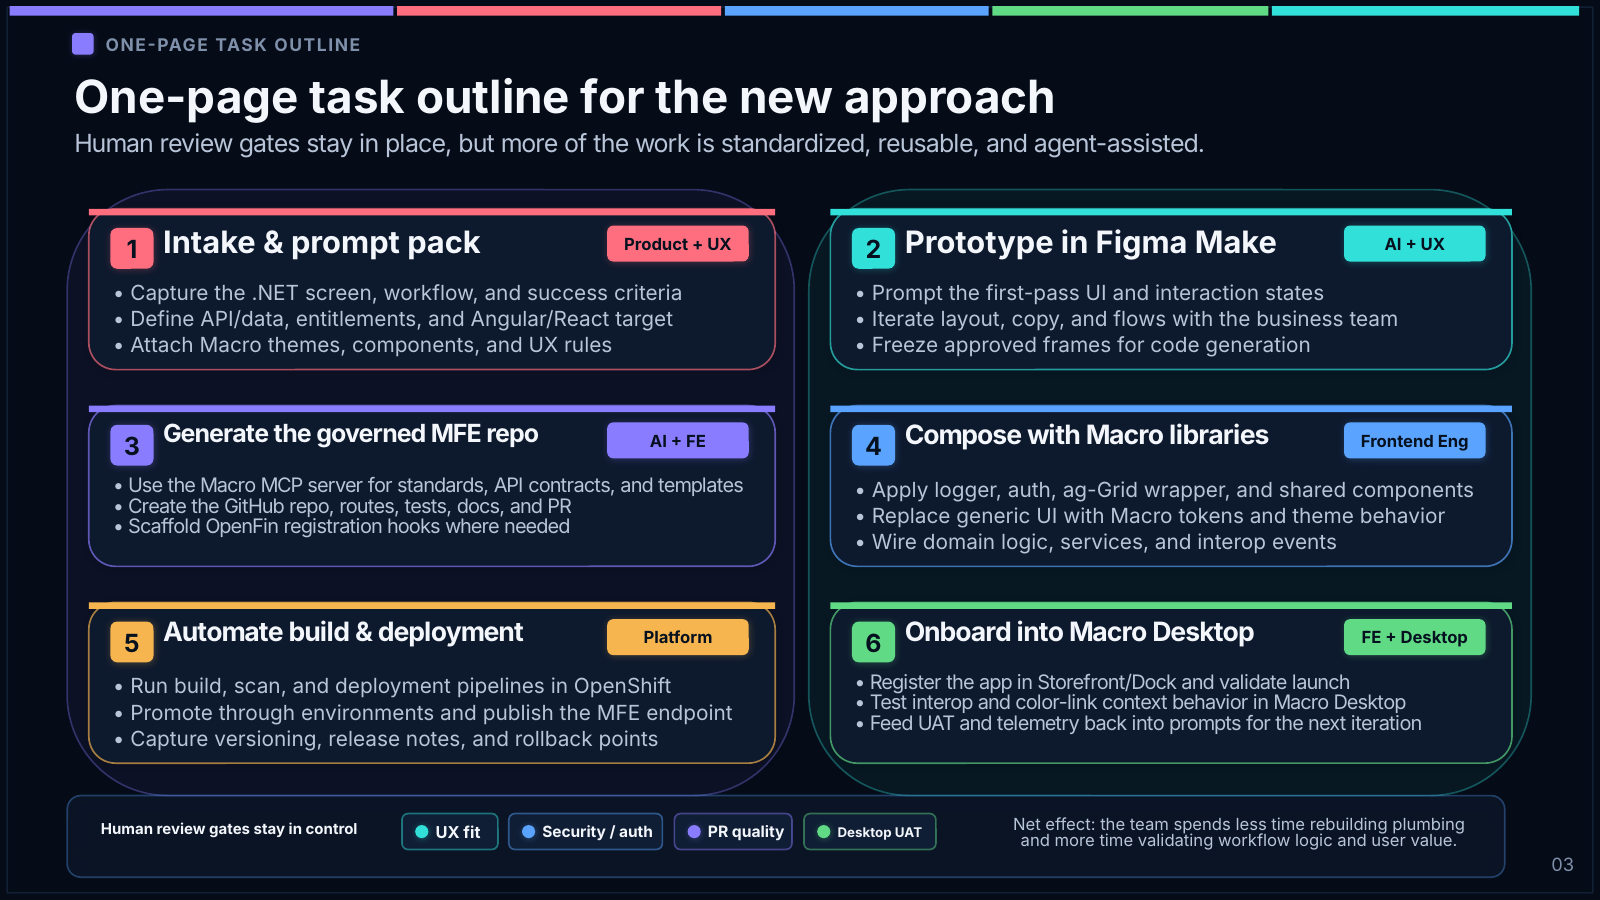 ONE-PAGE TASK OUTLINE
One-page task outline for the new approach
Human review gates stay in place, but more of the work is standardized, reusable, and agent-assisted.
1 Intake & prompt pack Product + UX
• Capture the .NET screen, workflow, and success criteria
• Define API/data, entitlements, and Angular/React target
• Attach Macro themes, components, and UX rules
2 Prototype in Figma Make AI + UX
• Prompt the first-pass UI and interaction states
• Iterate layout, copy, and flows with the business team
• Freeze approved frames for code generation
3 Generate the governed MFE repo AI + FE
• Use the Macro MCP server for standards, API contracts, and templates
• Create the GitHub repo, routes, tests, docs, and PR
• Scaffold OpenFin registration hooks where needed
4 Compose with Macro libraries Frontend Eng
• Apply logger, auth, ag-Grid wrapper, and shared components
• Replace generic UI with Macro tokens and theme behavior
• Wire domain logic, services, and interop events
5 Automate build & deployment Platform
• Run build, scan, and deployment pipelines in OpenShift
• Promote through environments and publish the MFE endpoint
• Capture versioning, release notes, and rollback points
6 Onboard into Macro Desktop FE + Desktop
• Register the app in Storefront/Dock and validate launch
• Test interop and color-link context behavior in Macro Desktop
• Feed UAT and telemetry back into prompts for the next iteration
Human review gates stay in control
UX fit
Security / auth
PR quality
Desktop UAT
Net effect: the team spends less time rebuilding plumbing
and more time validating workflow logic and user value.
03